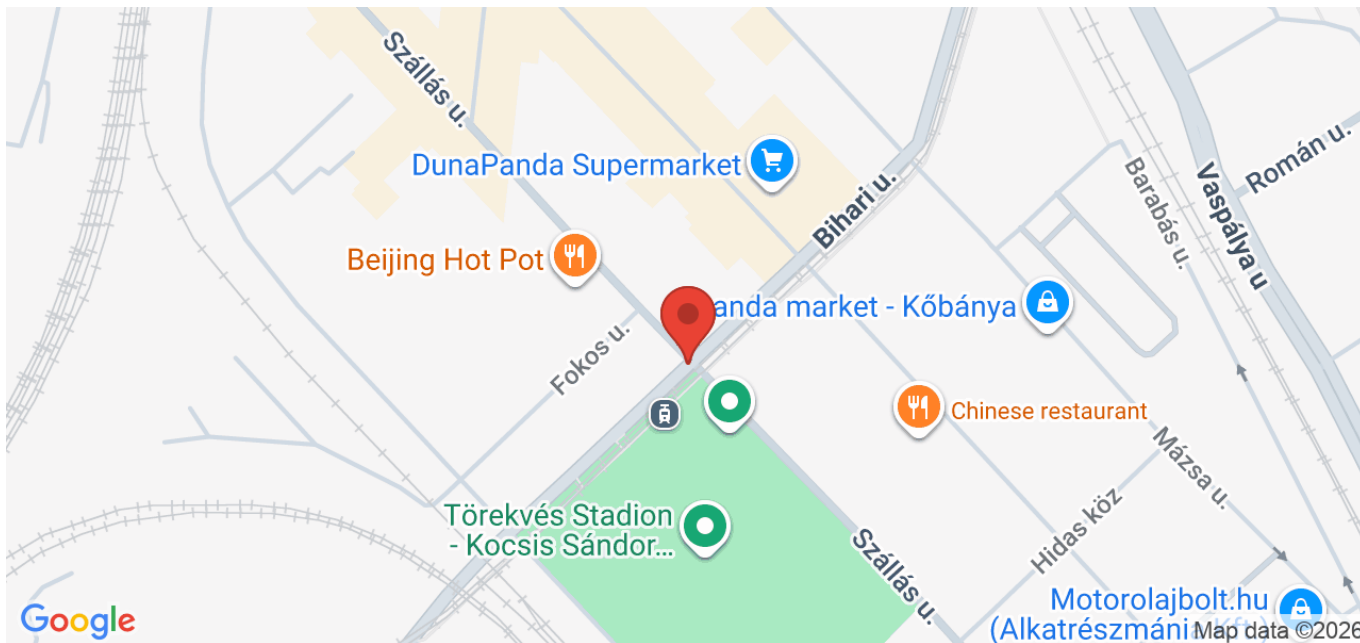 Szállás u.
DunaPanda Supermarket
Bihari u.
Román u.
Barabás u.
Vaspálya u
Beijing Hot Pot
anda market - Kőbánya
Fokos u.
Chinese restaurant
Mázsa u.
Törekvés Stadion
- Kocsis Sándor...
Hidas köz
Szállás u.
Motorolajbolt.hu
(Alkatrészmánia
Google
Map data ©2026